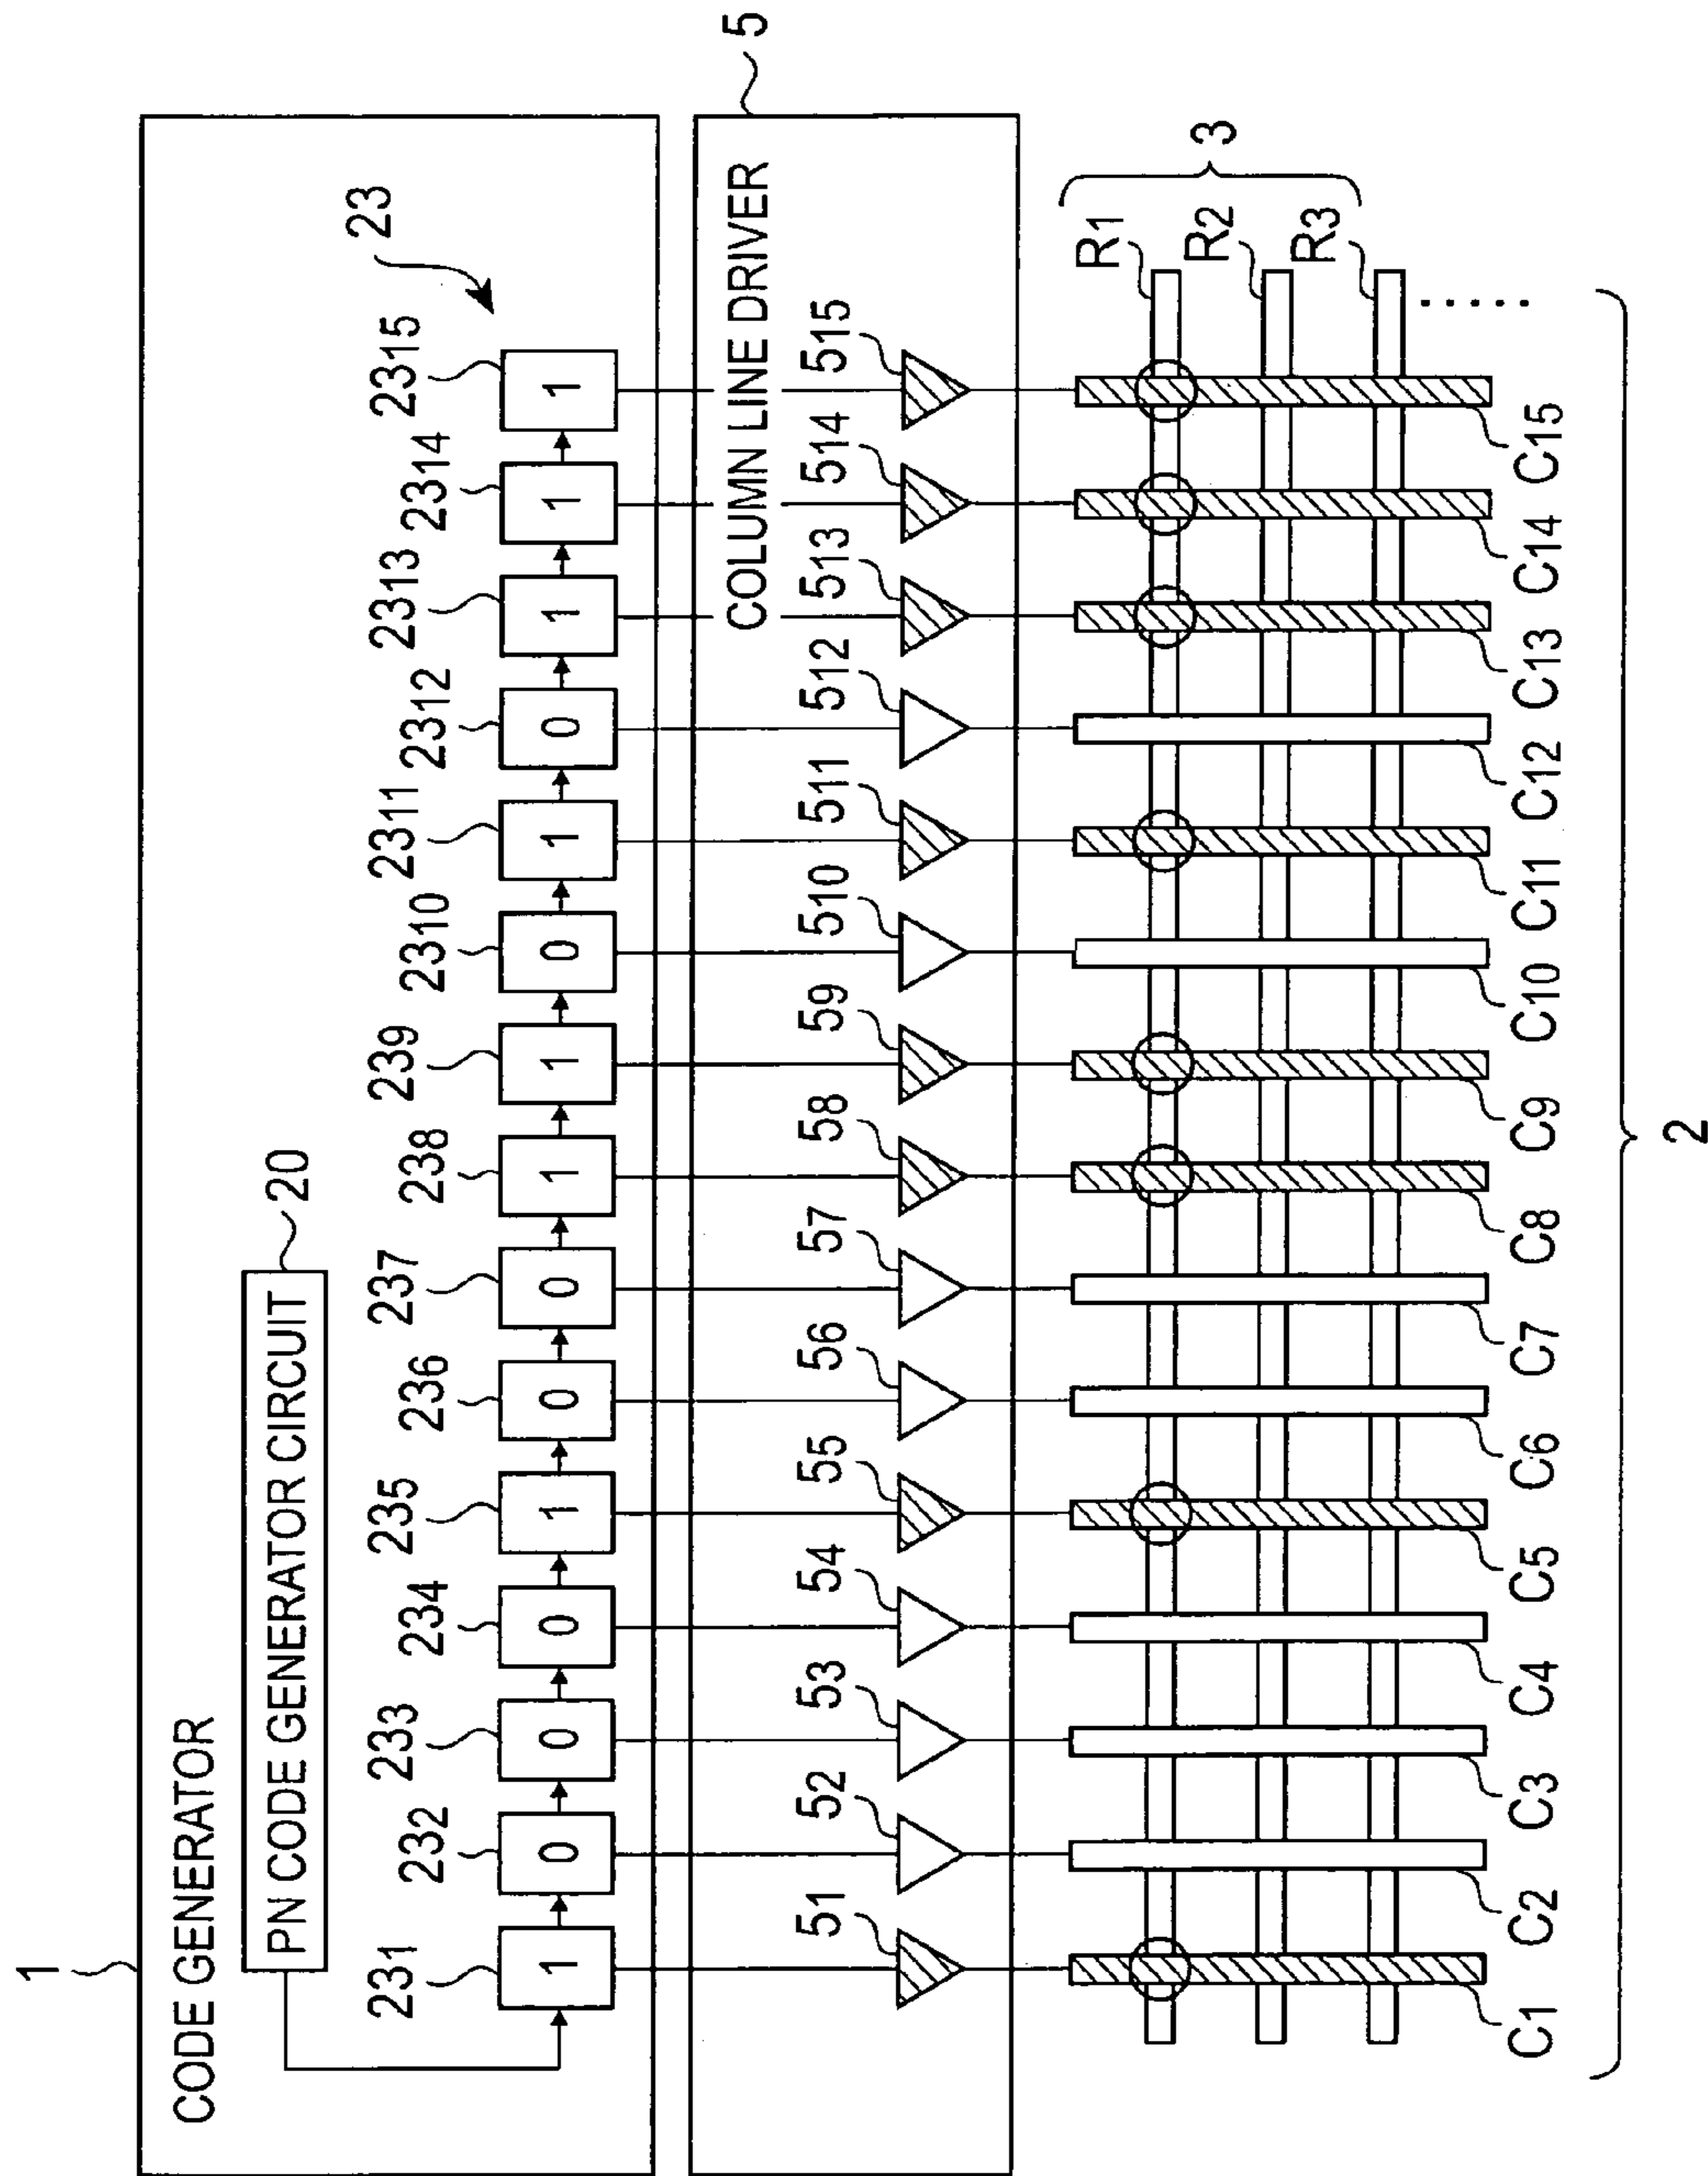 1
CODE GENERATOR
PN CODE GENERATOR CIRCUIT
20
23
231 232 233 234 235 236 237 238 239 2310 2311 2312 2313 2314 2315
1 0 0 0 1 0 0 1 1 0 1 0 1 1 1
5
COLUMN LINE DRIVER
51 52 53 54 55 56 57 58 59 510 511 512 513 514 515
3
R1
R2
R3
.....
C1 C2 C3 C4 C5 C6 C7 C8 C9 C10 C11 C12 C13 C14 C15
2